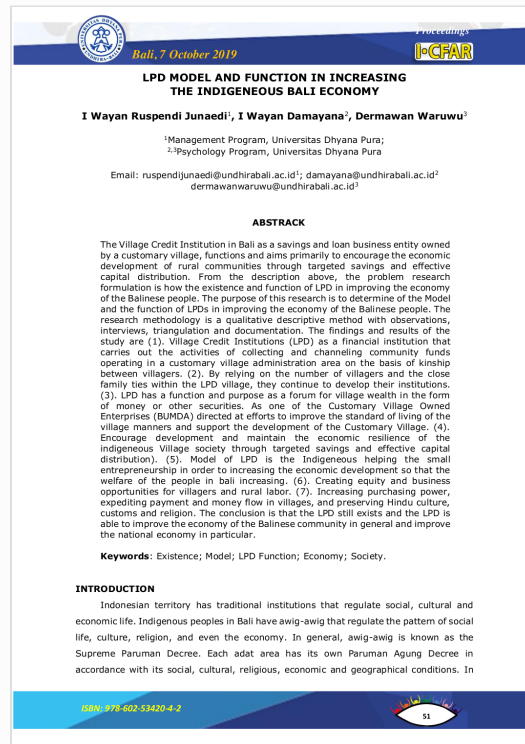 Proceedings
I-CFAR
Bali, 7 October 2019
LPD MODEL AND FUNCTION IN INCREASING
THE INDIGENEOUS BALI ECONOMY
I Wayan Ruspendi Junaedi1, I Wayan Damayana2, Dermawan Waruwu3
1Management Program, Universitas Dhyana Pura;
2,3Psychology Program, Universitas Dhyana Pura
Email: ruspendijunaedi@undhirabali.ac.id1; damayana@undhirabali.ac.id2
dermawanwaruwu@undhirabali.ac.id3
ABSTRACK
The Village Credit Institution in Bali as a savings and loan business entity owned
by a customary village, functions and aims primarily to encourage the economic
development of rural communities through targeted savings and effective
capital distribution. From the description above, the problem research
formulation is how the existence and function of LPD in improving the economy
of the Balinese people. The purpose of this research is to determine of the Model
and the function of LPDs in improving the economy of the Balinese people. The
research methodology is a qualitative descriptive method with observations,
interviews, triangulation and documentation. The findings and results of the
study are (1). Village Credit Institutions (LPD) as a financial institution that
carries out the activities of collecting and channeling community funds
operating in a customary village administration area on the basis of kinship
between villagers. (2). By relying on the number of villagers and the close
family ties within the LPD village, they continue to develop their institutions.
(3). LPD has a function and purpose as a forum for village wealth in the form
of money or other securities. As one of the Customary Village Owned
Enterprises (BUMDA) directed at efforts to improve the standard of living of the
village manners and support the development of the Customary Village. (4).
Encourage development and maintain the economic resilience of the
indigeneous Village society through targeted savings and effective capital
distribution). (5). Model of LPD is the Indigeneous helping the small
entrepreneurship in order to increasing the economic development so that the
welfare of the people in bali increasing. (6). Creating equity and business
opportunities for villagers and rural labor. (7). Increasing purchasing power,
expediting payment and money flow in villages, and preserving Hindu culture,
customs and religion. The conclusion is that the LPD still exists and the LPD is
able to improve the economy of the Balinese community in general and improve
the national economy in particular.
Keywords: Existence; Model; LPD Function; Economy; Society.
INTRODUCTION
Indonesian territory has traditional institutions that regulate social, cultural and
economic life. Indigenous peoples in Bali have awig-awig that regulate the pattern of social
life, culture, religion, and even the economy. In general, awig-awig is known as the
Supreme Paruman Decree. Each adat area has its own Paruman Agung Decree in
accordance with its social, cultural, religious, economic and geographical conditions. In
ISBN: 978-602-53420-4-2
51